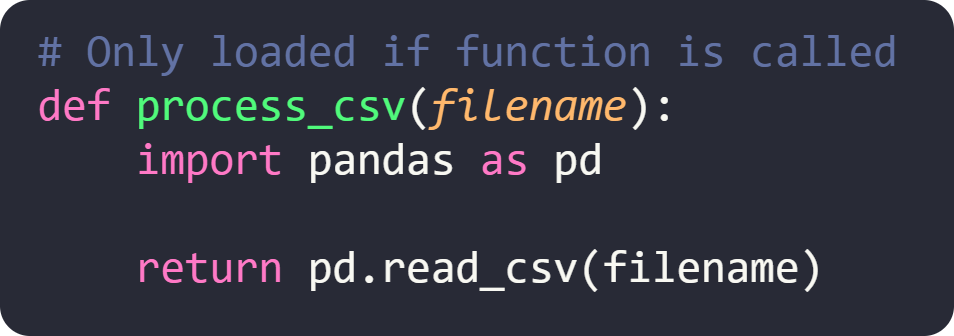 # Only loaded if function is called
def process_csv(filename):
    import pandas as pd

    return pd.read_csv(filename)